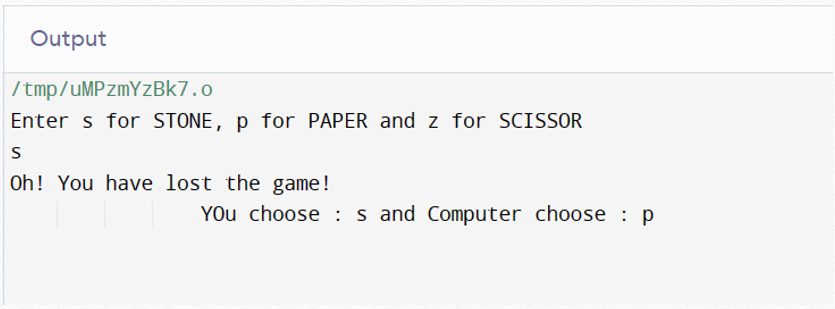 Output
/tmp/uMPzmYzBk7.o
Enter s for STONE, p for PAPER and z for SCISSOR
s
Oh! You have lost the game!
YOu choose : s and Computer choose : p